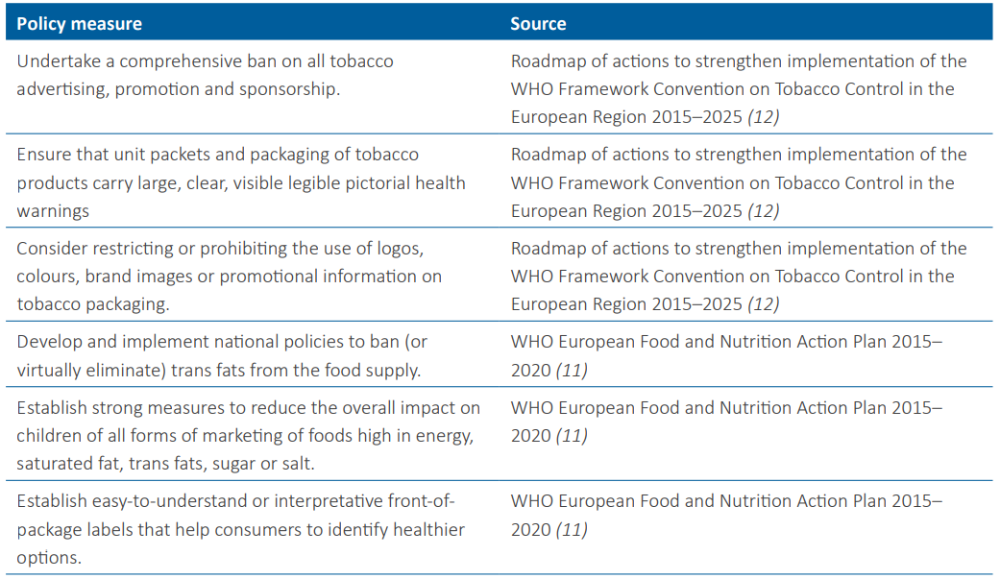 Policy measure
Source
Undertake a comprehensive ban on all tobacco
advertising, promotion and sponsorship.
Roadmap of actions to strengthen implementation of the
WHO Framework Convention on Tobacco Control in the
European Region 2015–2025 (12)
Ensure that unit packets and packaging of tobacco
products carry large, clear, visible legible pictorial health
warnings
Roadmap of actions to strengthen implementation of the
WHO Framework Convention on Tobacco Control in the
European Region 2015–2025 (12)
Consider restricting or prohibiting the use of logos,
colours, brand images or promotional information on
tobacco packaging.
Roadmap of actions to strengthen implementation of the
WHO Framework Convention on Tobacco Control in the
European Region 2015–2025 (12)
Develop and implement national policies to ban (or
virtually eliminate) trans fats from the food supply.
WHO European Food and Nutrition Action Plan 2015–
2020 (11)
Establish strong measures to reduce the overall impact on
children of all forms of marketing of foods high in energy,
saturated fat, trans fats, sugar or salt.
WHO European Food and Nutrition Action Plan 2015–
2020 (11)
Establish easy-to-understand or interpretative front-of-
package labels that help consumers to identify healthier
options.
WHO European Food and Nutrition Action Plan 2015–
2020 (11)